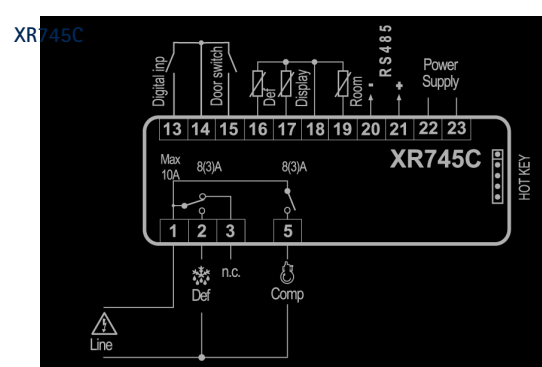 XR745C
Digital inp
Door switch
Def
Display
Room
-
RS485
+
Power
Supply
13 14 15 16 17 18 19 20 21 22 23
Max
10A
8(3)A
8(3)A
XR745C
HOT KEY
1 2 3 5
Def
n.c.
Comp
Line